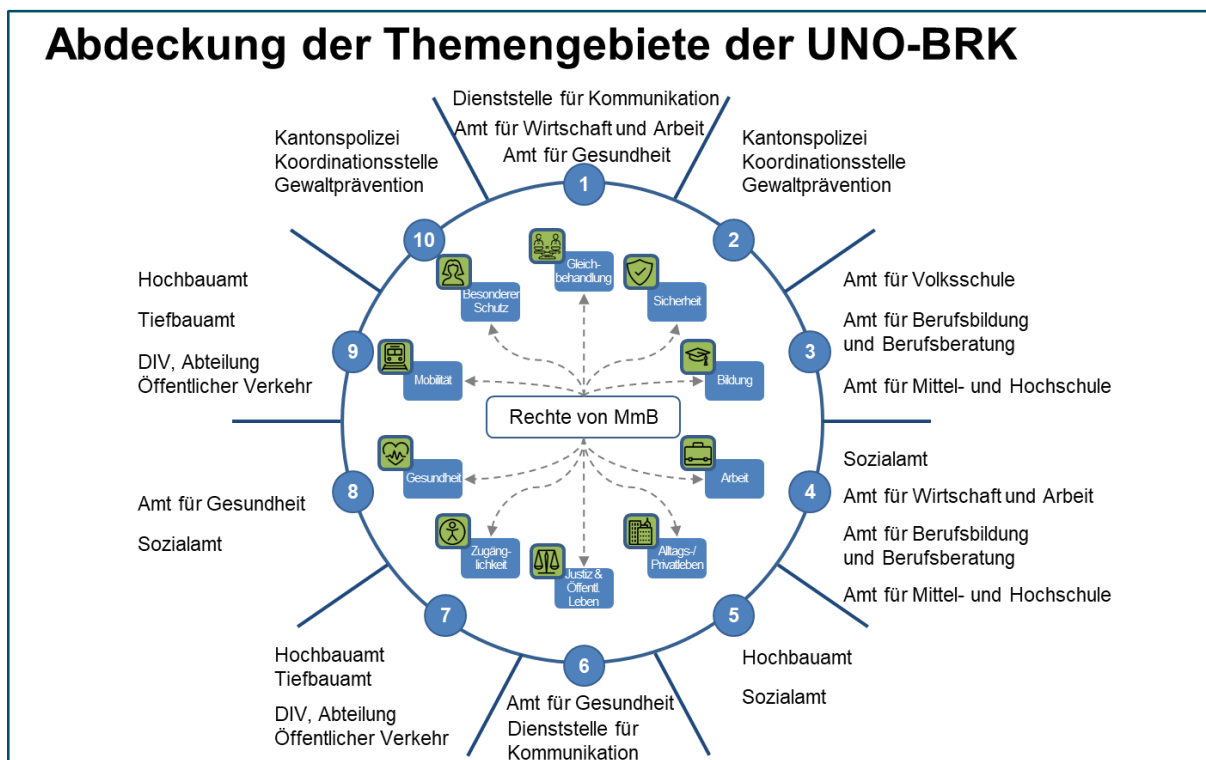 Abdeckung der Themengebiete der UNO-BRK
Dienststelle für Kommunikation
Amt für Wirtschaft und Arbeit
Amt für Gesundheit
1
Kantonspolizei
Koordinationsstelle
Gewaltprävention
2
Amt für Volksschule
Amt für Berufsbildung
und Berufsberatung
Amt für Mittel- und Hochschule
3
Sozialamt
Amt für Wirtschaft und Arbeit
Amt für Berufsbildung
und Berufsberatung
Amt für Mittel- und Hochschule
4
Hochbauamt
Sozialamt
5
6
Amt für Gesundheit
Dienststelle für
Kommunikation
7
Hochbauamt
Tiefbauamt
DIV, Abteilung
Öffentlicher Verkehr
8
Amt für Gesundheit
Sozialamt
9
Hochbauamt
Tiefbauamt
DIV, Abteilung
Öffentlicher Verkehr
10
Kantonspolizei
Koordinationsstelle
Gewaltprävention
Gleich-
behandlung
Sicherheit
Bildung
Arbeit
Alltags-/
Privatleben
Justiz &
Öffentl.
Leben
Zugäng-
lichkeit
Gesundheit
Mobilität
Besonderer
Schutz
Rechte von MmB